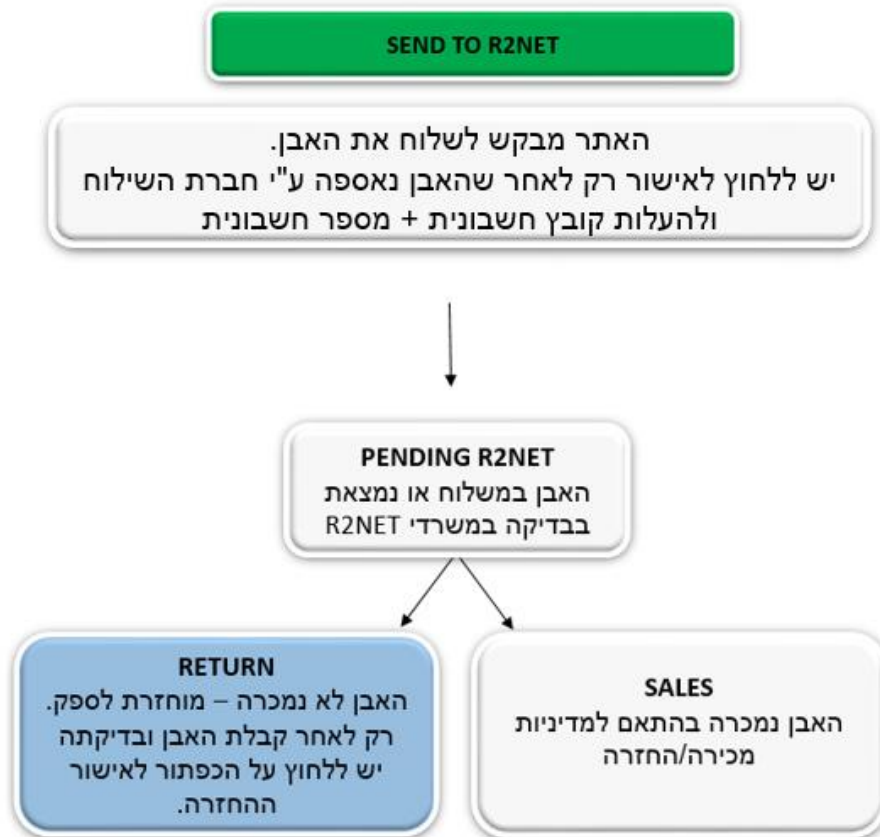 SEND TO R2NET
האתר מבקש לשלוח את האבן.
יש ללחוץ לאישור רק לאחר שהאבן נאספה ע"י חברת השילוח
ולהעלות קובץ חשבונית + מספר חשבונית
PENDING R2NET
האבן במשלוח או נמצאת
בבדיקה במשרדי R2NET
RETURN
האבן לא נמכרה – מוחזרת לספק.
רק לאחר קבלת האבן ובדיקתה
יש ללחוץ על הכפתור לאישור
ההחזרה.
SALES
האבן נמכרה בהתאם למדיניות
מכירה/החזרה